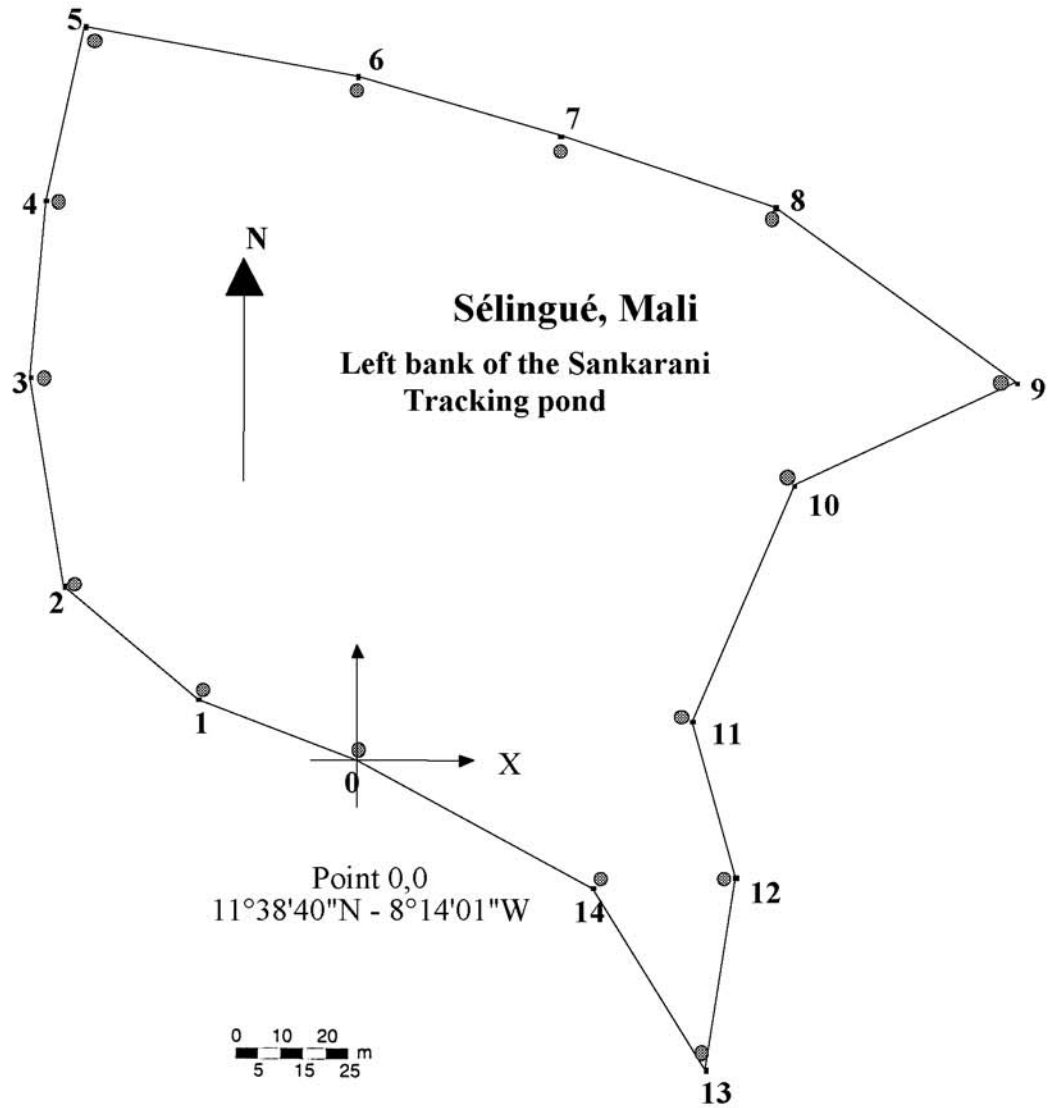 5
6
7
8
4
N
Sélingué, Mali
Left bank of the Sankarani
Tracking pond
3
9
10
2
1
11
X
0
Point 0,0
11°38'40"N - 8°14'01"W
12
14
0 10 20 m
5 15 25
13